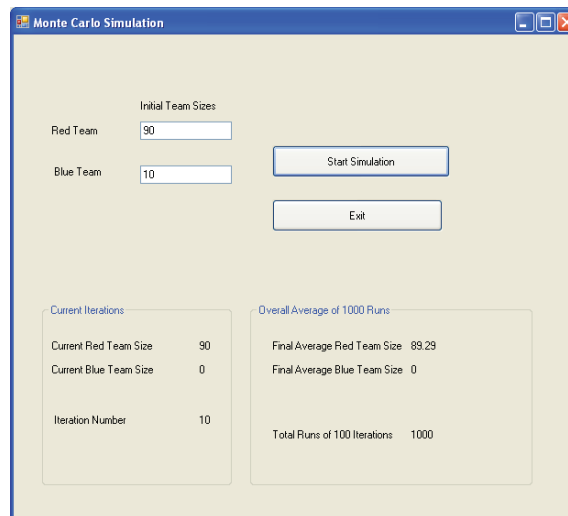 Monte Carlo Simulation
Initial Team Sizes
Red Team 90
Blue Team 10
Start Simulation
Exit
Current Iterations
Current Red Team Size 90
Current Blue Team Size 0
Iteration Number 10
Overall Average of 1000 Runs
Final Average Red Team Size 89.29
Final Average Blue Team Size 0
Total Runs of 100 Iterations 1000